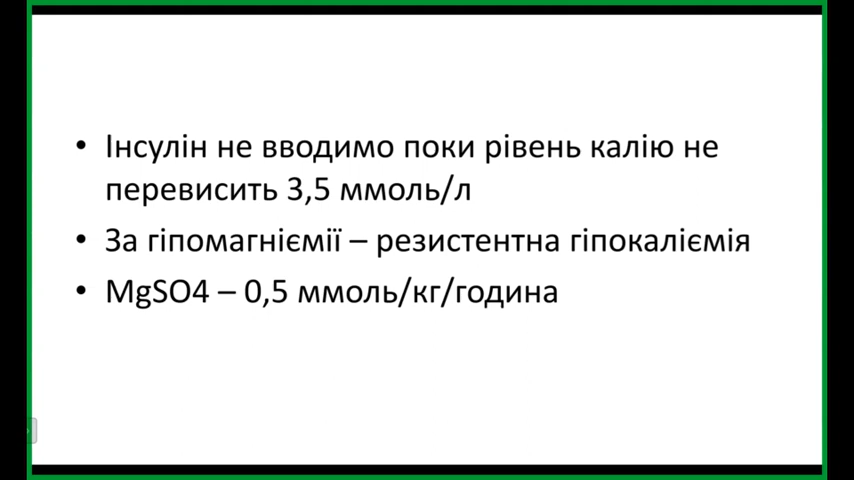 • Інсулін не вводимо поки рівень калію не
перевисить 3,5 ммоль/л
• За гіпомагніємії – резистентна гіпокаліємія
• MgSO4 – 0,5 ммоль/кг/година